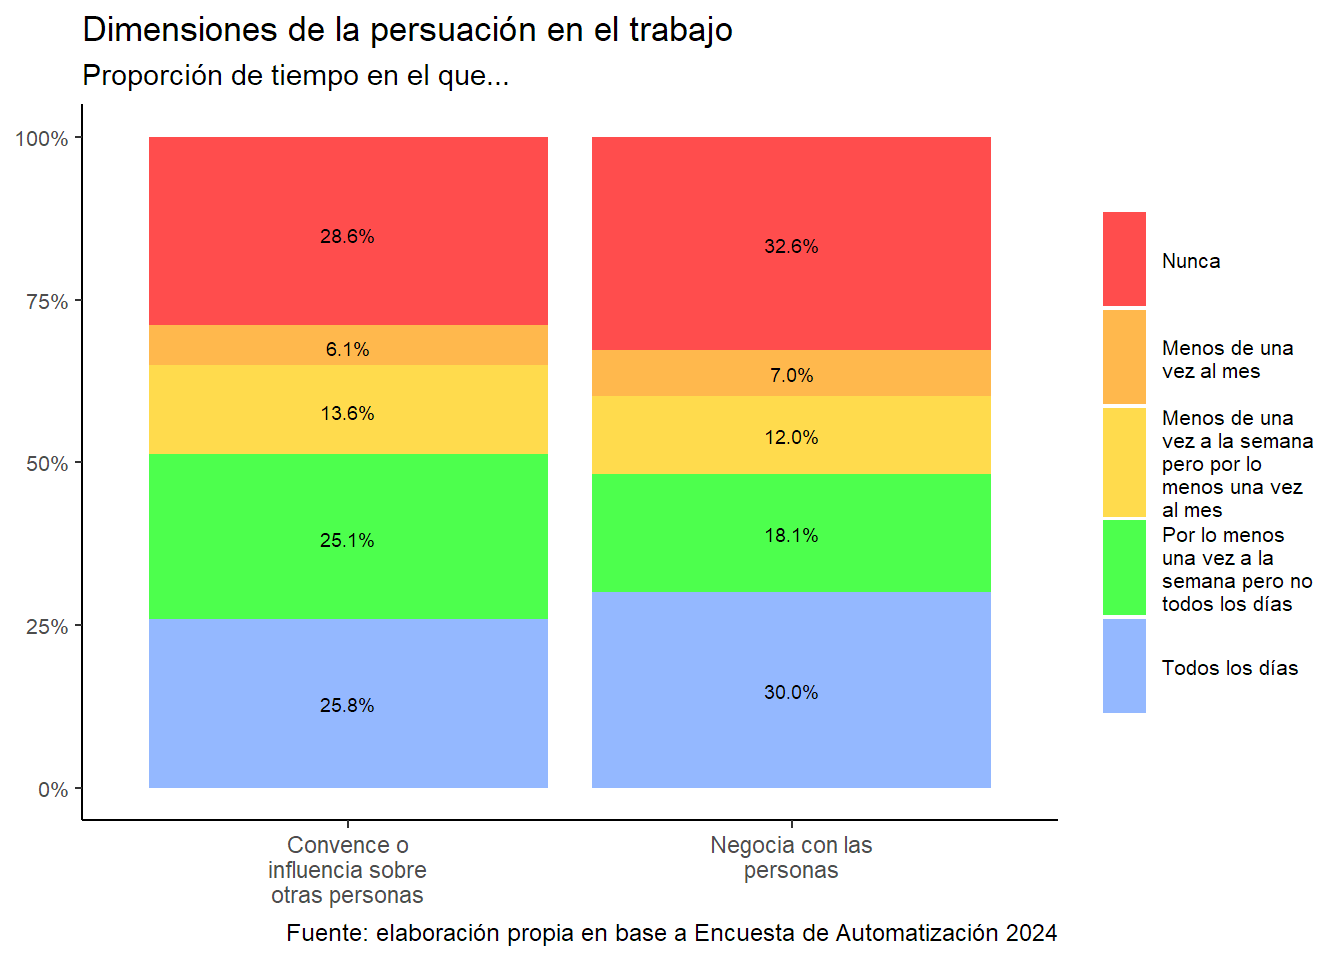 Dimensiones de la persuación en el trabajo
Proporción de tiempo en el que...
100%
75%
50%
25%
0%
28.6%
6.1%
13.6%
25.1%
25.8%
32.6%
7.0%
12.0%
18.1%
30.0%
Convence o
influencia sobre
otras personas
Negocia con las
personas
Nunca
Menos de una
vez al mes
Menos de una
vez a la semana
pero por lo
menos una vez
al mes
Por lo menos
una vez a la
semana pero no
todos los días
Todos los días
Fuente: elaboración propia en base a Encuesta de Automatización 2024